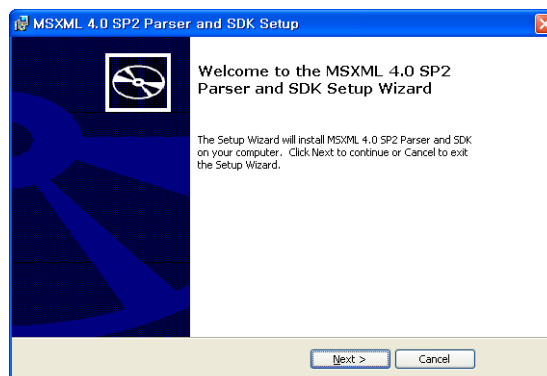 MSXML 4.0 SP2 Parser and SDK Setup
Welcome to the MSXML 4.0 SP2
Parser and SDK Setup Wizard
The Setup Wizard will install MSXML 4.0 SP2 Parser and SDK
on your computer. Click Next to continue or Cancel to exit
the Setup Wizard.
Next >
Cancel